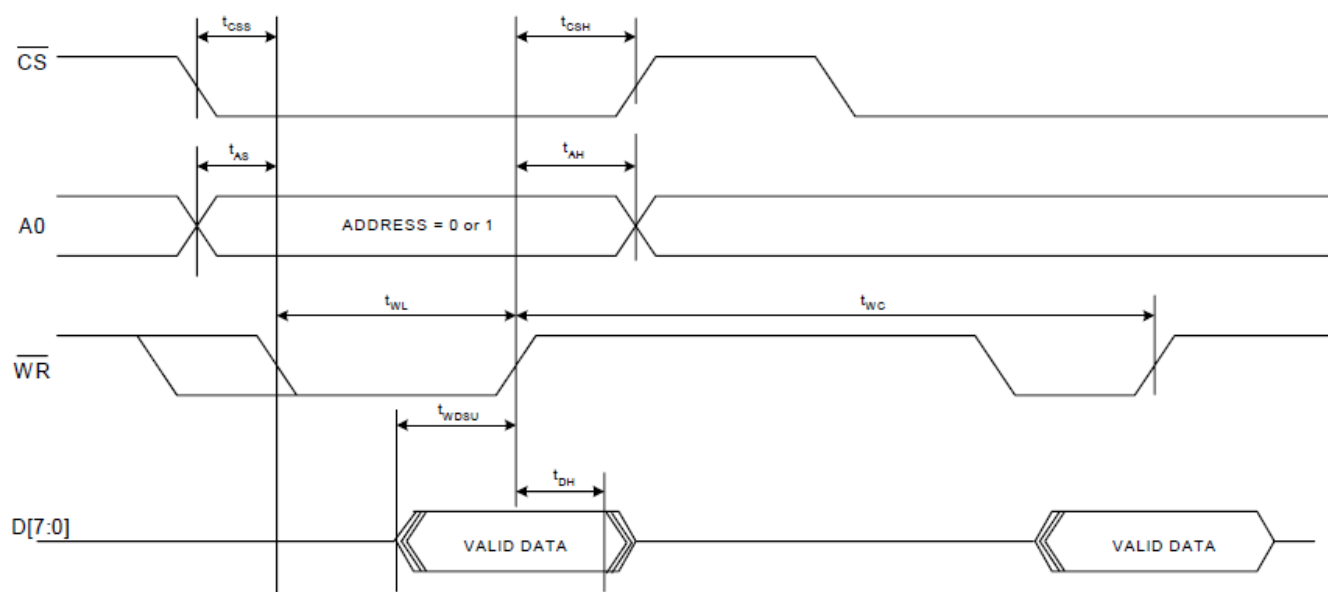 tCSS tCSH
CS
tAS tAH
A0 ADDRESS = 0 or 1
tWL tWC
WR
tWDSU
tDH
D[7:0] VALID DATA VALID DATA